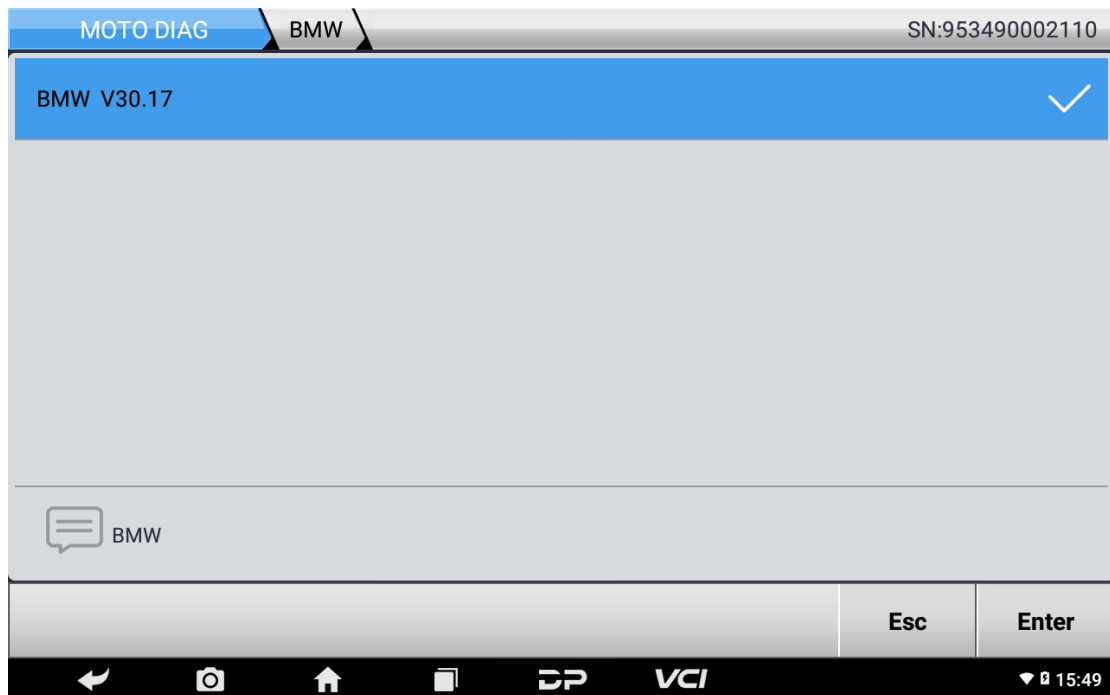 MOTO DIAG BMW SN:953490002110
BMW V30.17
BMW
Esc Enter
DP VCI 15:49